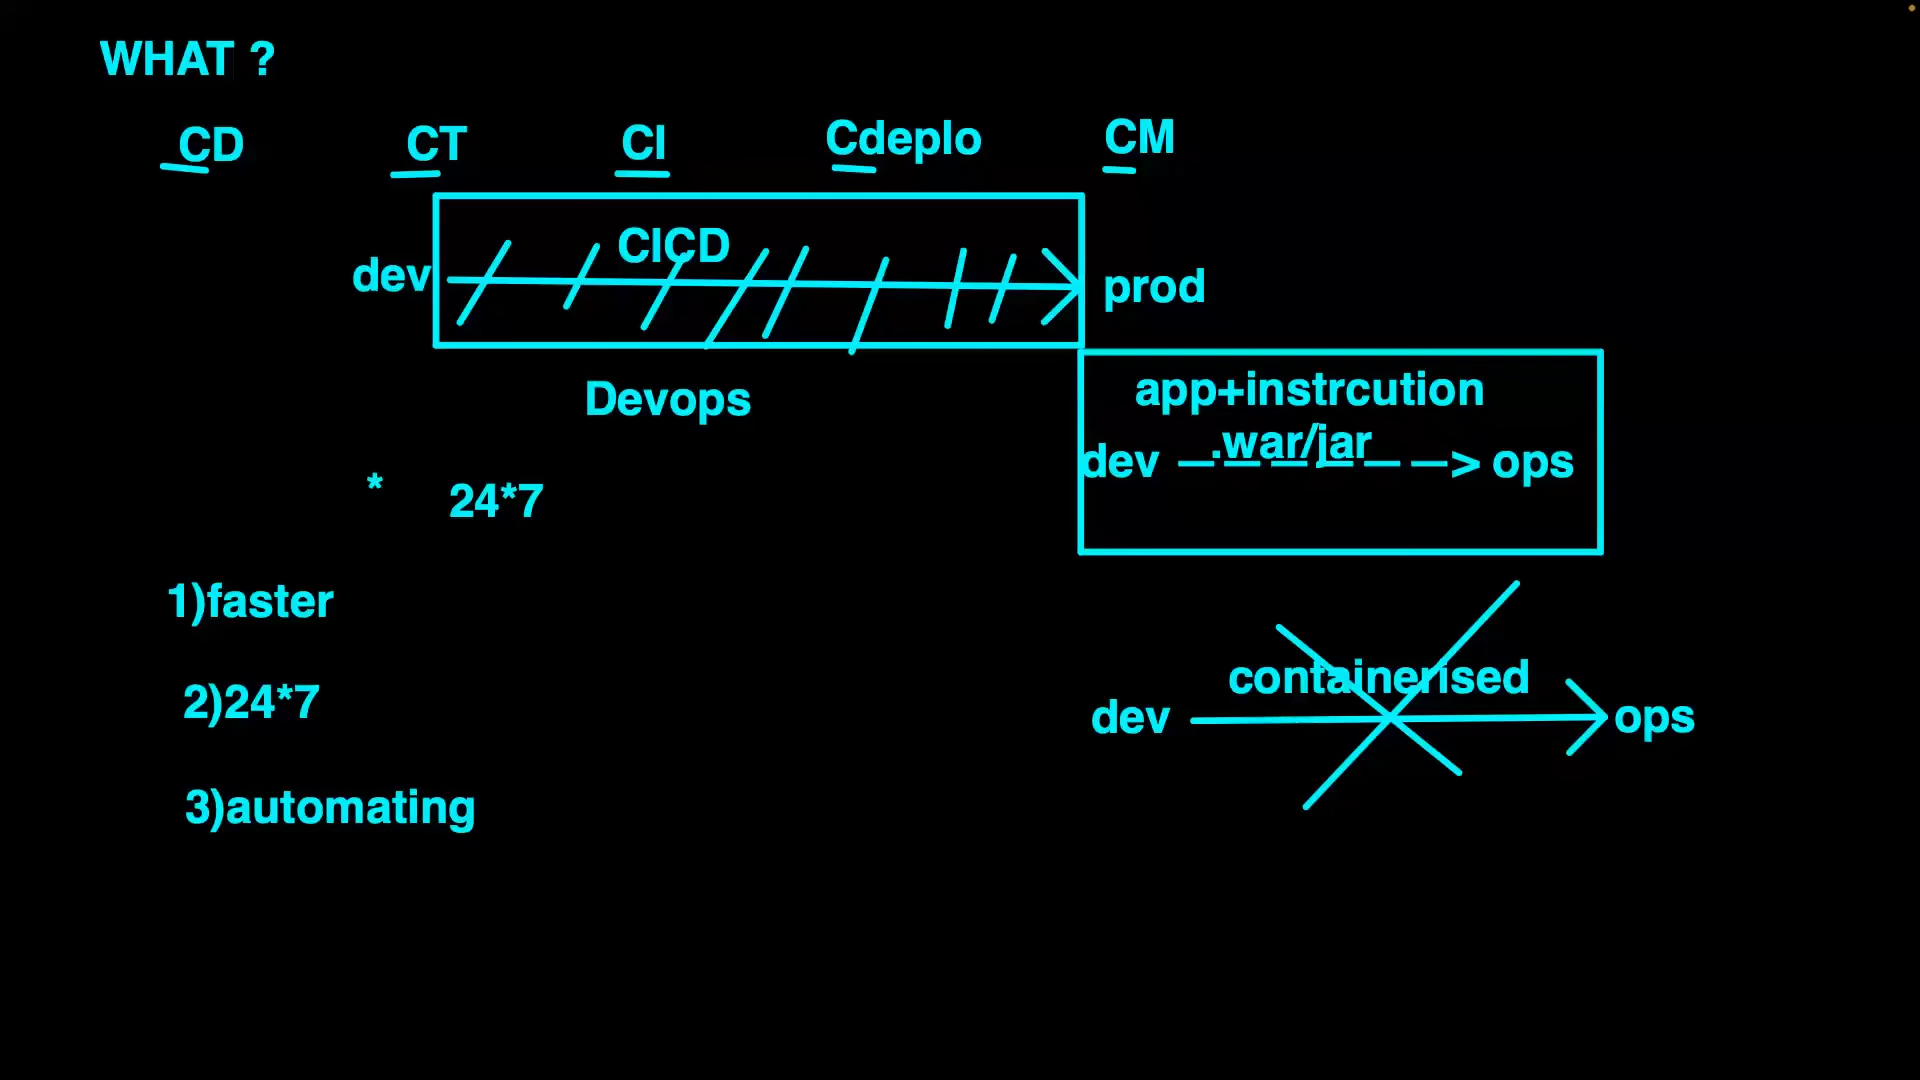 WHAT ?
CD CT CI Cdeplo CM
CICD
dev prod
Devops
app+instrcution
.war/jar
dev — — — — — —> ops
* 24*7
1)faster
containerised
2)24*7
dev ops
3)automating